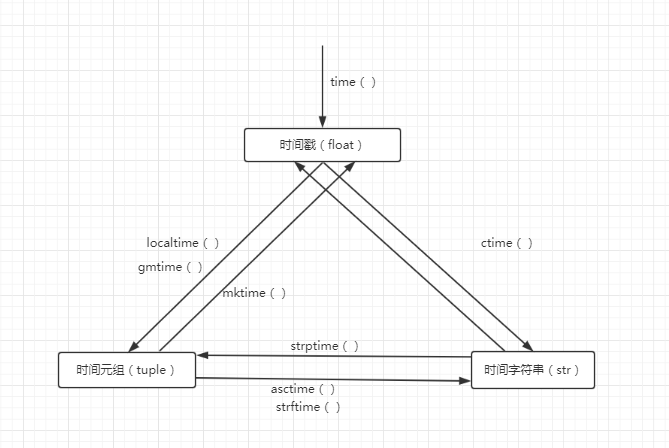 time（ ）
时间戳（float）
localtime（ ）
ctime（ ）
gmtime（ ）
mktime（ ）
strptime（ ）
时间元组（tuple）
时间字符串（str）
asctime（ ）
strftime（ ）